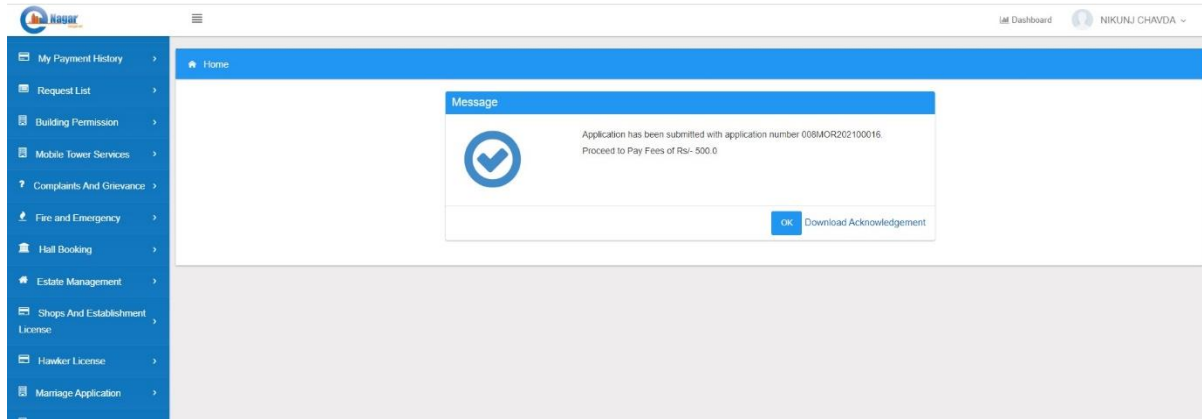 Nagar
Dashboard
NIKUNJ CHAVDA
My Payment History
Request List
Building Permission
Mobile Tower Services
Complaints And Grievance
Fire and Emergency
Hall Booking
Estate Management
Shops And Establishment
License
Hawker License
Marriage Application
Home
Message
Application has been submitted with application number 008MOR202100016.
Proceed to Pay Fees of Rs/- 500.0
OK Download Acknowledgement